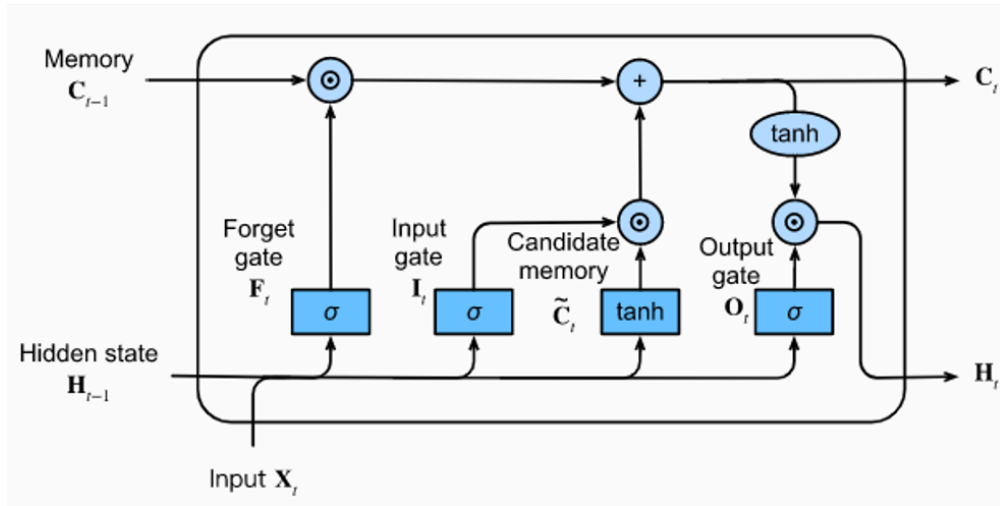 Memory
C_{t-1}
C_t
tanh
Forget
gate
F_t
Input
gate
I_t
Candidate
memory
C̃_t
Output
gate
O_t
σ
σ
tanh
σ
Hidden state
H_{t-1}
H_t
Input X_t
+